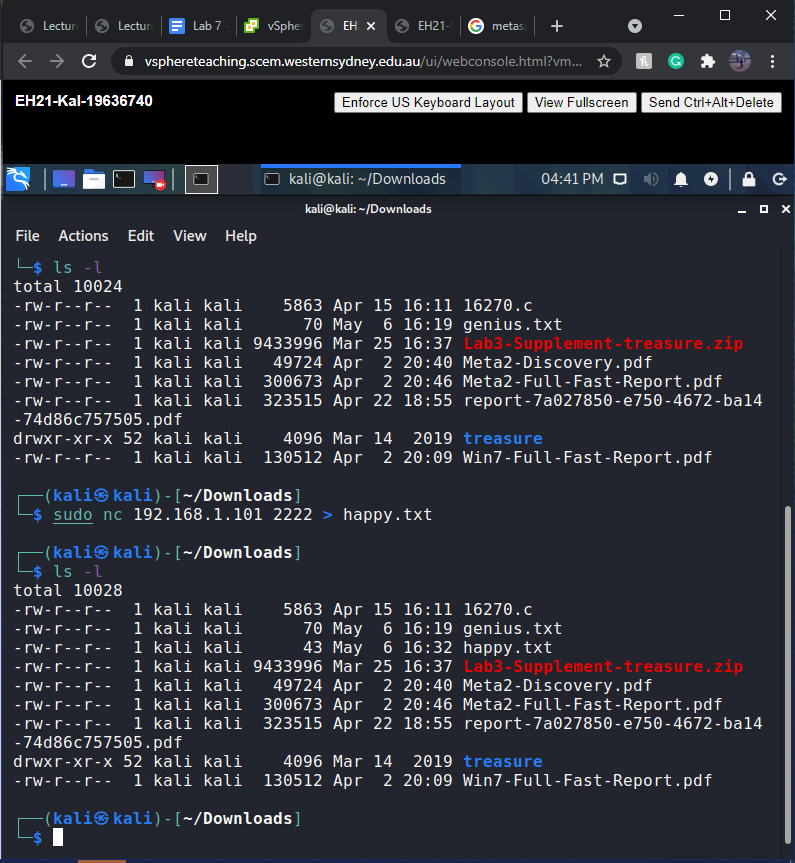 Lecture
Lecture
Lab 7 -
vSphe
EH
EH21-
metas
vsphereteaching.scem.westernsydney.edu.au/ui/webconsole.html?vm...
EH21-Kal-19636740
Enforce US Keyboard Layout
View Fullscreen
Send Ctrl+Alt+Delete
kali@kali: ~/Downloads
04:41 PM
kali@kali: ~/Downloads
File Actions Edit View Help
└─$ ls -l
total 10024
-rw-r--r-- 1 kali kali 5863 Apr 15 16:11 16270.c
-rw-r--r-- 1 kali kali 70 May 6 16:19 genius.txt
-rw-r--r-- 1 kali kali 9433996 Mar 25 16:37 Lab3-Supplement-treasure.zip
-rw-r--r-- 1 kali kali 49724 Apr 2 20:40 Meta2-Discovery.pdf
-rw-r--r-- 1 kali kali 300673 Apr 2 20:46 Meta2-Full-Fast-Report.pdf
-rw-r--r-- 1 kali kali 323515 Apr 22 18:55 report-7a027850-e750-4672-ba14
-74d86c757505.pdf
drwxr-xr-x 52 kali kali 4096 Mar 14 2019 treasure
-rw-r--r-- 1 kali kali 130512 Apr 2 20:09 Win7-Full-Fast-Report.pdf
┌──(kali㉿kali)-[~/Downloads]
└─$ sudo nc 192.168.1.101 2222 > happy.txt
┌──(kali㉿kali)-[~/Downloads]
└─$ ls -l
total 10028
-rw-r--r-- 1 kali kali 5863 Apr 15 16:11 16270.c
-rw-r--r-- 1 kali kali 70 May 6 16:19 genius.txt
-rw-r--r-- 1 kali kali 43 May 6 16:32 happy.txt
-rw-r--r-- 1 kali kali 9433996 Mar 25 16:37 Lab3-Supplement-treasure.zip
-rw-r--r-- 1 kali kali 49724 Apr 2 20:40 Meta2-Discovery.pdf
-rw-r--r-- 1 kali kali 300673 Apr 2 20:46 Meta2-Full-Fast-Report.pdf
-rw-r--r-- 1 kali kali 323515 Apr 22 18:55 report-7a027850-e750-4672-ba14
-74d86c757505.pdf
drwxr-xr-x 52 kali kali 4096 Mar 14 2019 treasure
-rw-r--r-- 1 kali kali 130512 Apr 2 20:09 Win7-Full-Fast-Report.pdf
┌──(kali㉿kali)-[~/Downloads]
└─$